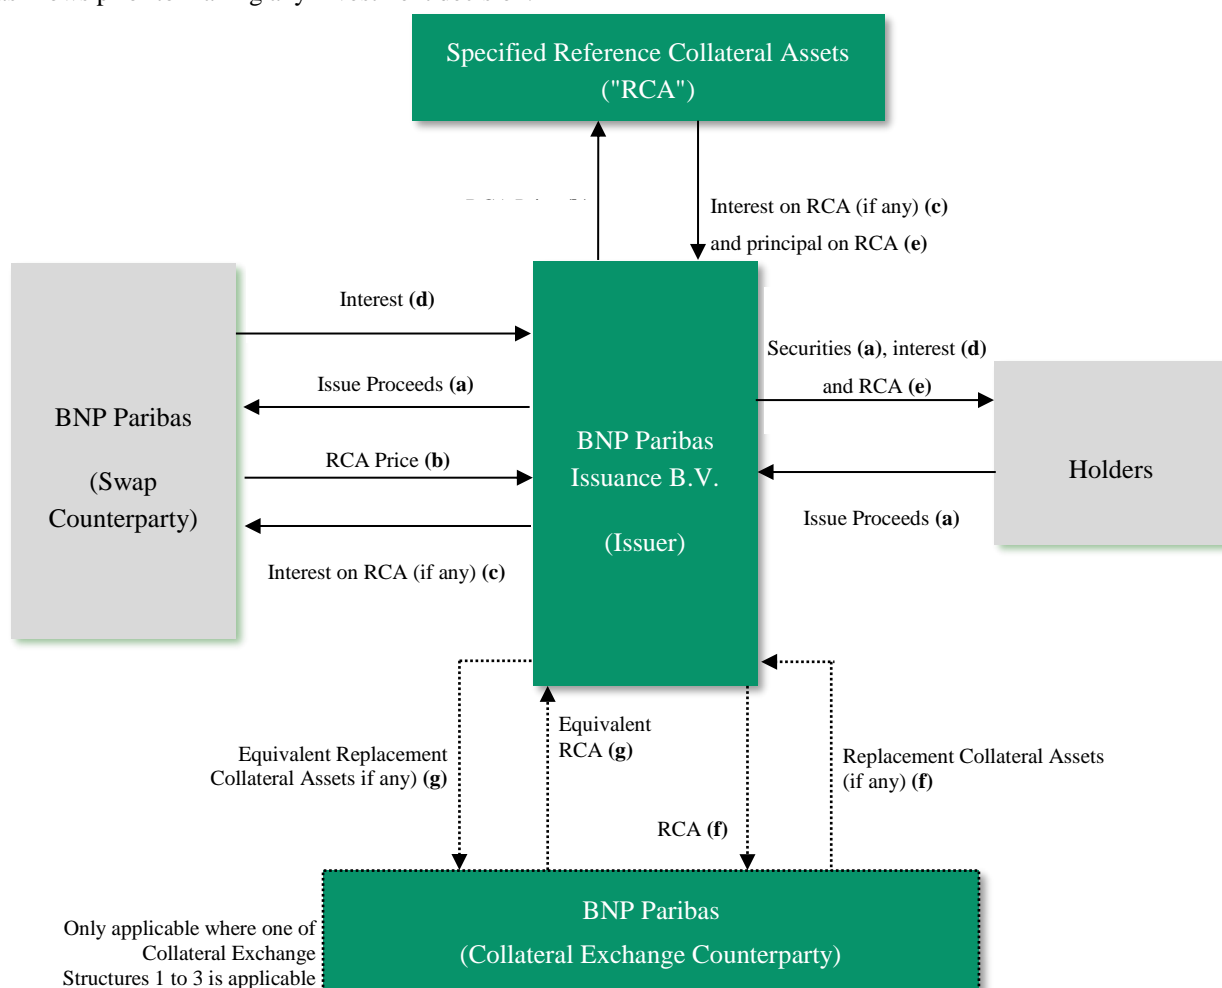 Specified Reference Collateral Assets
("RCA")
Interest on RCA (if any) (c)
and principal on RCA (e)
Interest (d)
Securities (a), interest (d)
and RCA (e)
Issue Proceeds (a)
BNP Paribas
(Swap
Counterparty)
BNP Paribas
Issuance B.V.
(Issuer)
RCA Price (b)
Holders
Issue Proceeds (a)
Interest on RCA (if any) (c)
Equivalent
RCA (g)
Equivalent Replacement
Collateral Assets if any) (g)
Replacement Collateral Assets
(if any) (f)
RCA (f)
BNP Paribas
(Collateral Exchange Counterparty)
Only applicable where one of
Collateral Exchange
Structures 1 to 3 is applicable